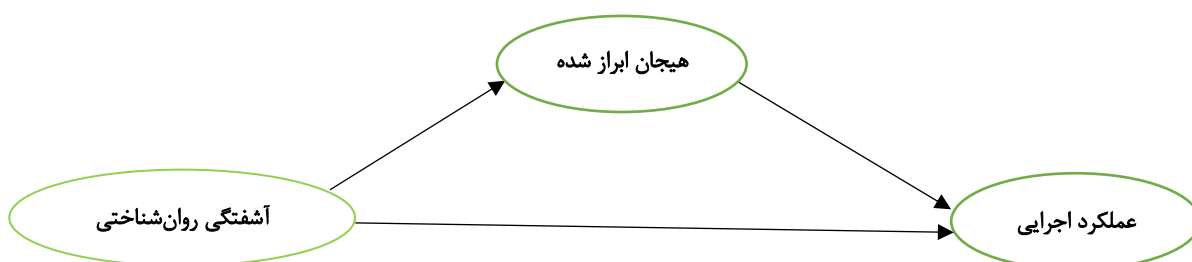 هیجان ابراز شده
آشفتگی روان‌شناختی
عملکرد اجرایی